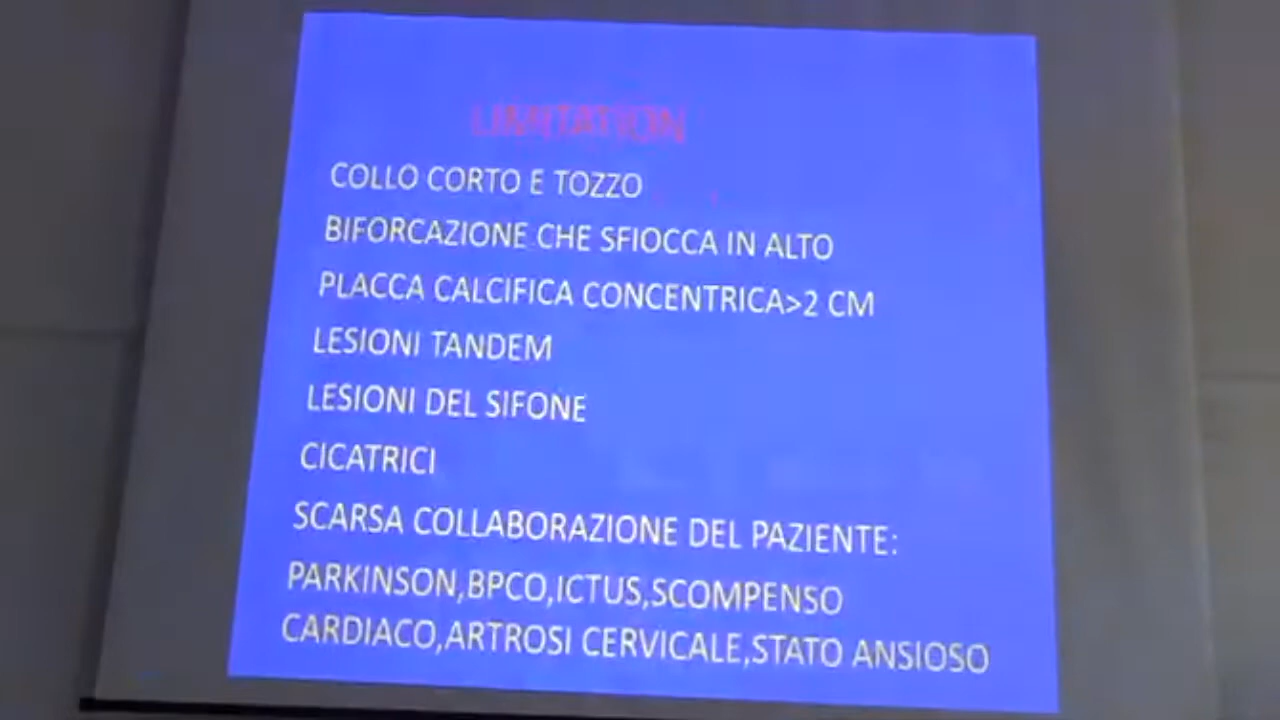 LIMITATION
COLLO CORTO E TOZZO
BIFORCAZIONE CHE SFIOCCA IN ALTO
PLACCA CALCIFICA CONCENTRICA>2 CM
LESIONI TANDEM
LESIONI DEL SIFONE
CICATRICI
SCARSA COLLABORAZIONE DEL PAZIENTE:
PARKINSON,BPCO,ICTUS,SCOMPENSO
CARDIACO,ARTROSI CERVICALE,STATO ANSIOSO